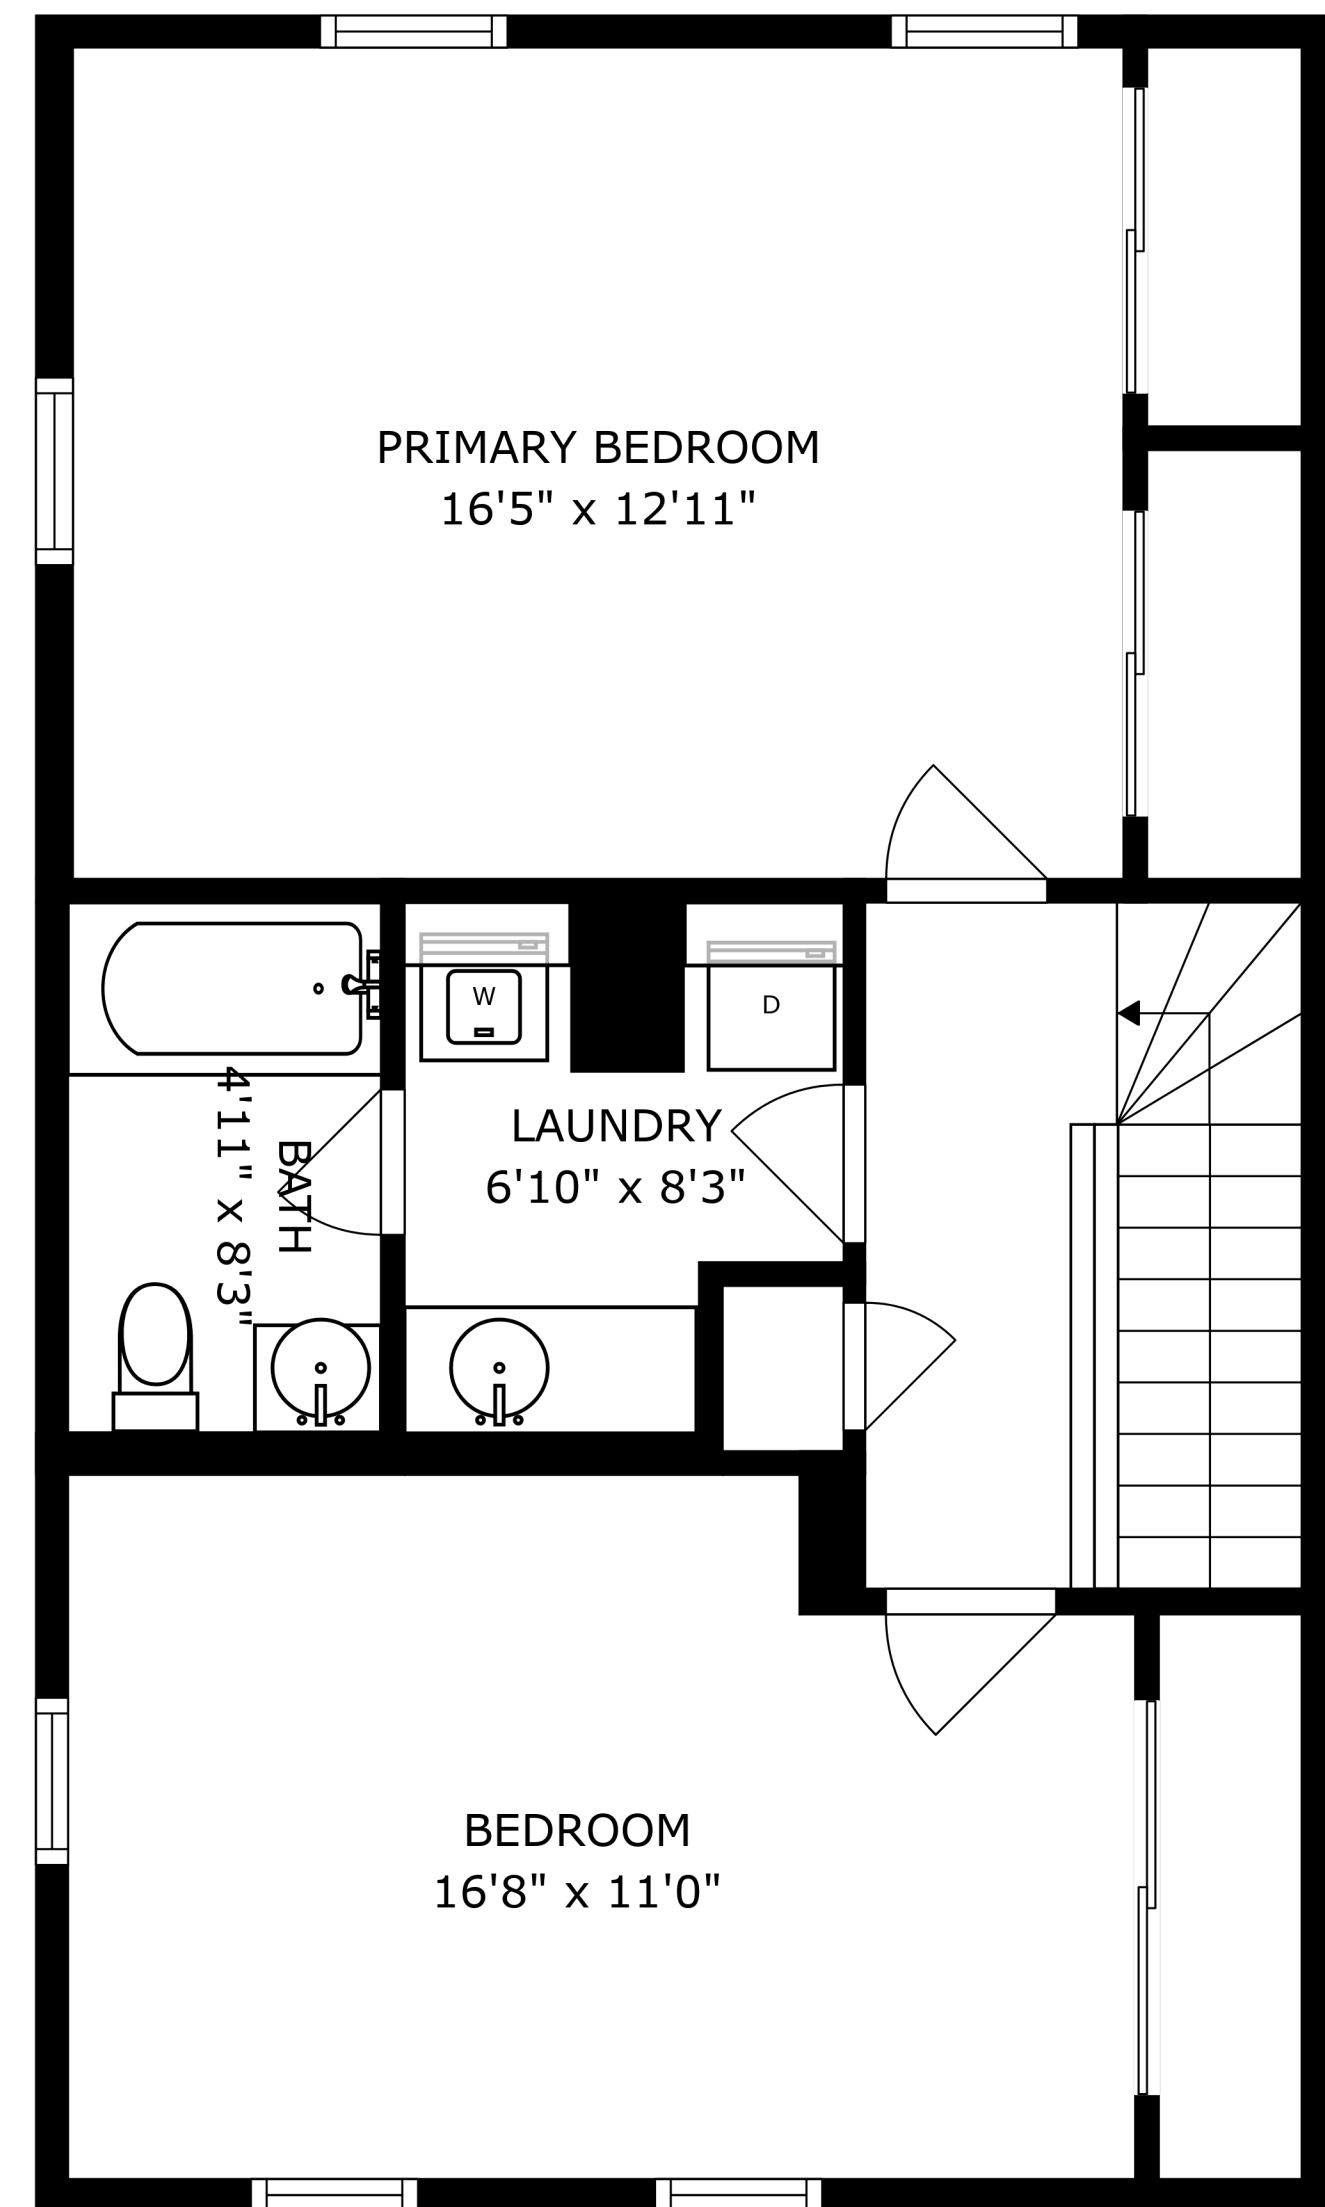 PRIMARY BEDROOM
16'5" x 12'11"
W
D
LAUNDRY
6'10" x 8'3"
BATH
4'11" x 8'3"
BEDROOM
16'8" x 11'0"